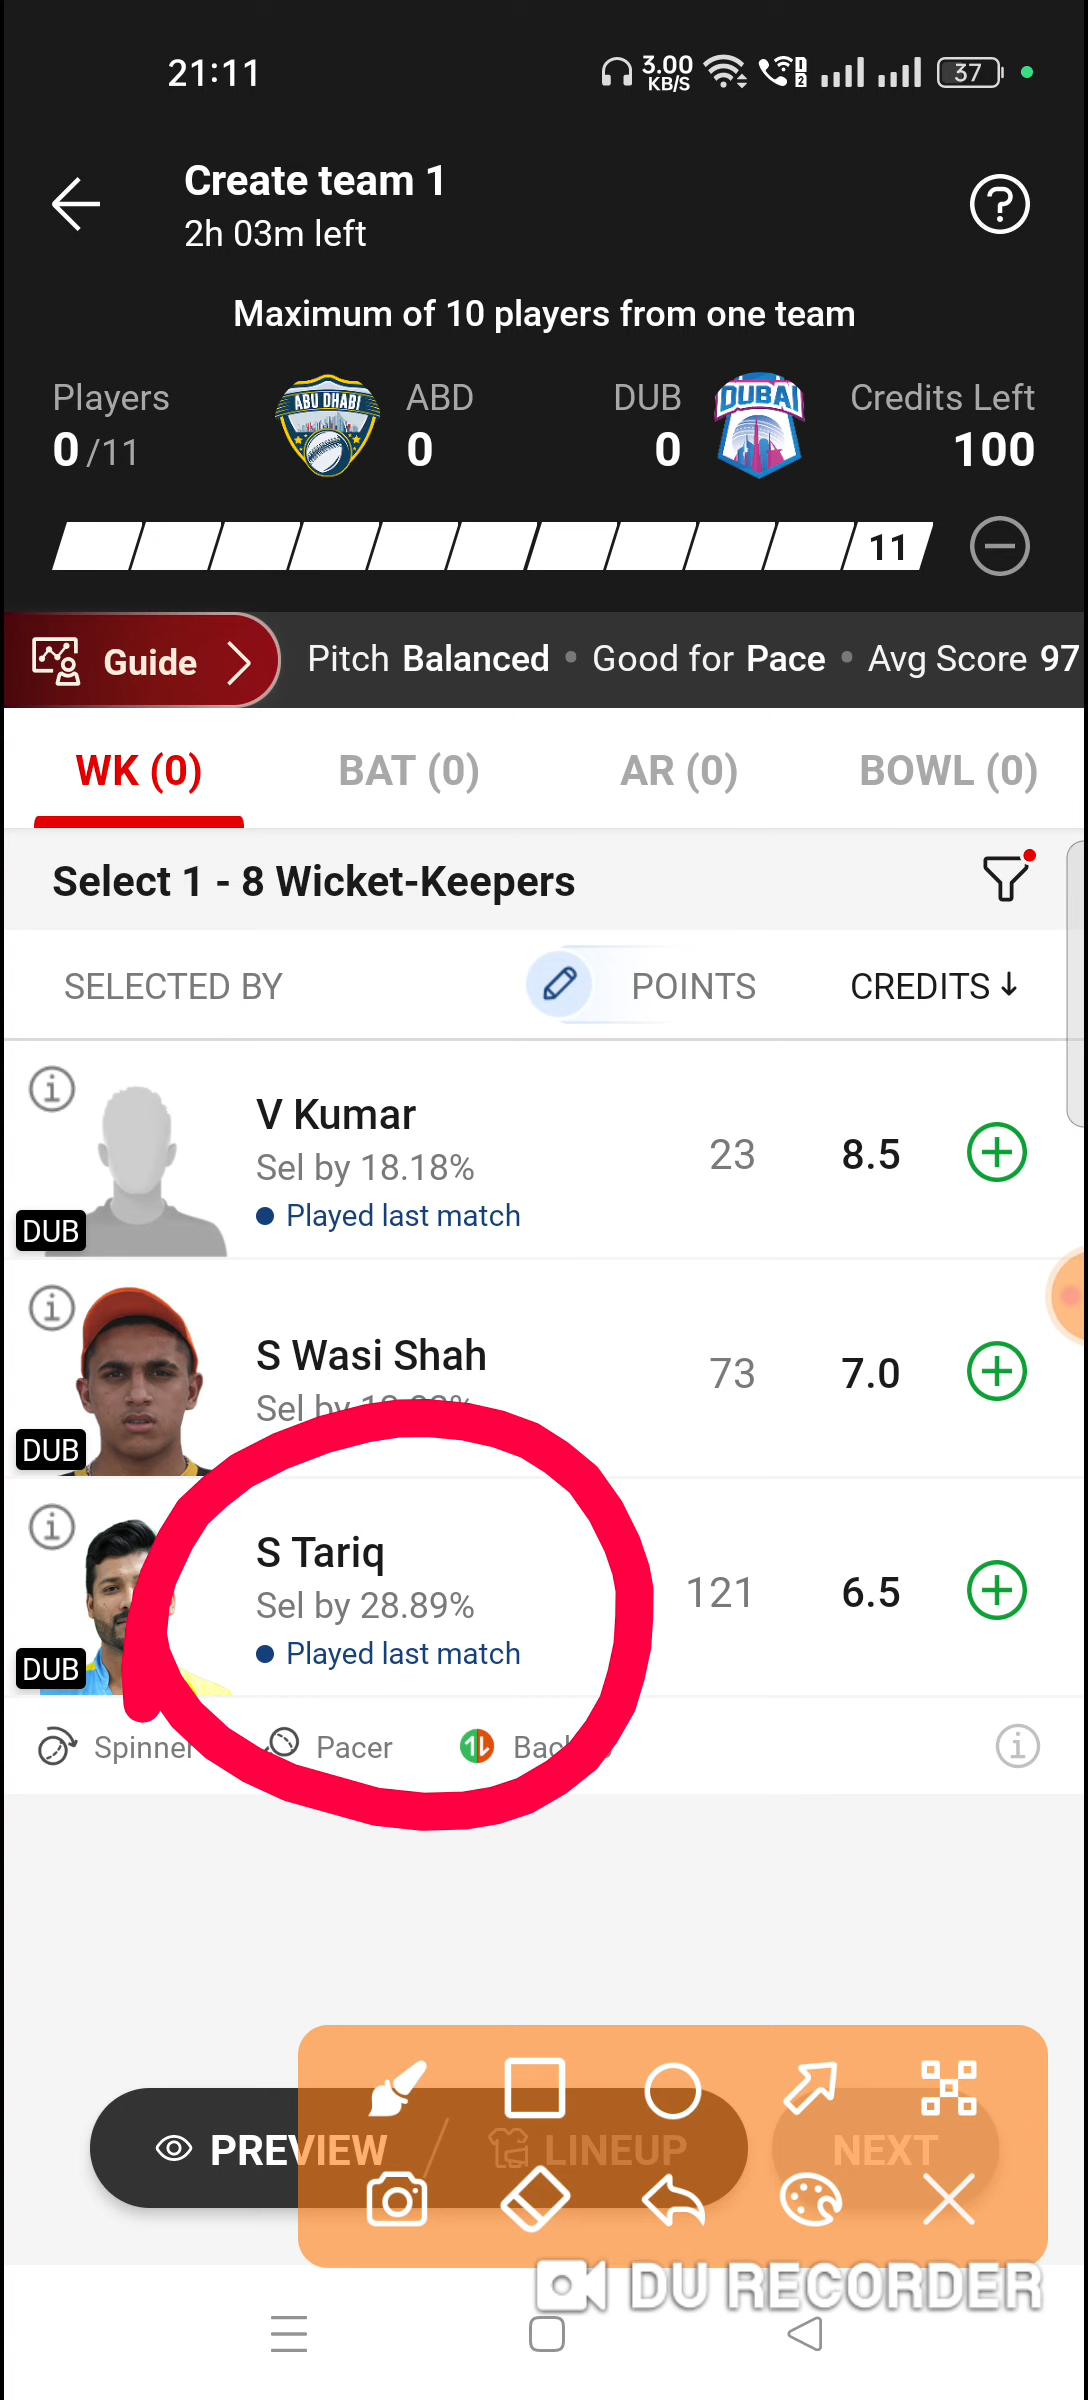 21:11 3.00 KB/S 1 2 37
Create team 1
2h 03m left
Maximum of 10 players from one team
Players ABD DUB Credits Left
0 /11 ABU DHABI 0 0 DUBAI 100
11
Guide Pitch Balanced • Good for Pace • Avg Score 97
WK (0) BAT (0) AR (0) BOWL (0)
Select 1 - 8 Wicket-Keepers
SELECTED BY POINTS CREDITS ↓
V Kumar
Sel by 18.18% 23 8.5
Played last match
DUB
S Wasi Shah
Sel by 73 7.0
DUB
S Tariq
Sel by 28.89% 121 6.5
Played last match
DUB
Spinner Pacer
PREVIEW LINEUP NEXT
DU RECORDER